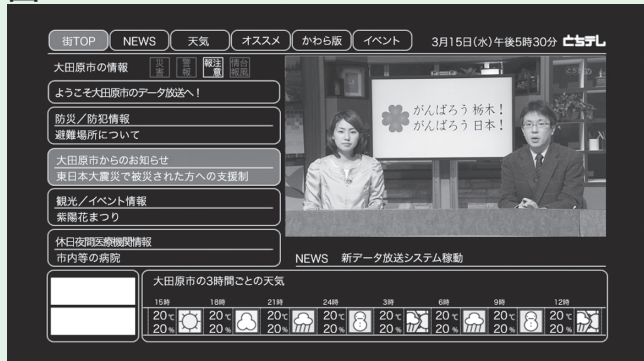 街TOP NEWS 天気 オススメ かわら版 イベント 3月15日(水)午後5時30分 とちテレ
大田原市の情報 災害 警報 注意報 台風情報
ようこそ大田原市のデータ放送へ!
防災/防犯情報
避難場所について
大田原市からのお知らせ
東日本大震災で被災された方への支援制
観光/イベント情報
紫陽花まつり
休日夜間医療機関情報
市内等の病院
がんばろう 栃木!
がんばろう 日本!
NEWS 新データ放送システム稼動
大田原市の3時間ごとの天気
15時 18時 21時 24時 3時 6時 9時 12時
20℃ 20℃ 20℃ 20℃ 20℃ 20℃ 20℃ 20℃
20% 20% 20% 20% 20% 20% 20% 20%